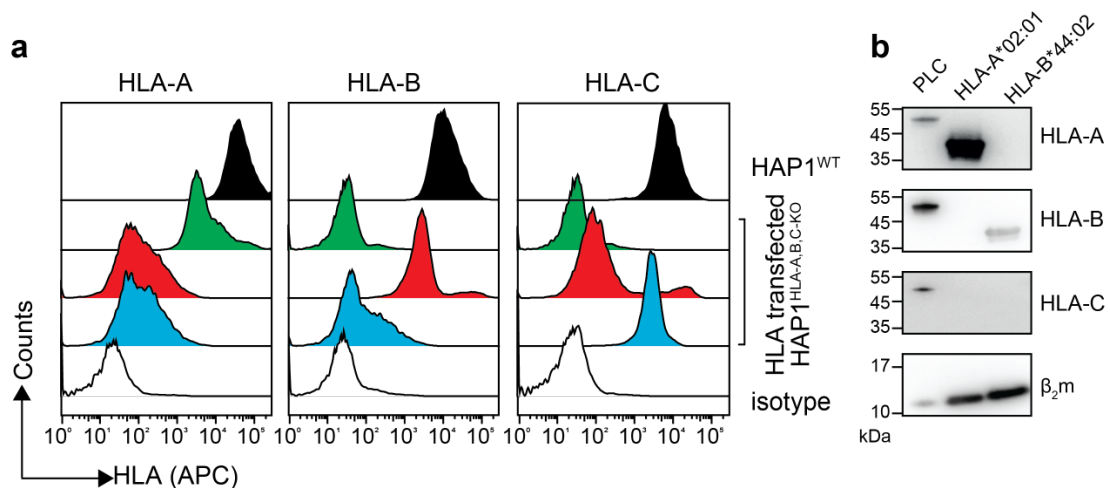 a
HLA-A
HLA-B
HLA-C
Counts
HAP1ᵂᵀ
HLA transfected
HAP1ᴴᴸᴬ⁻ᴬ,ᴮ,ꟲ⁻ᴷᴼ
isotype
10⁰ 10¹ 10² 10³ 10⁴ 10⁵
10⁰ 10¹ 10² 10³ 10⁴ 10⁵
10⁰ 10¹ 10² 10³ 10⁴ 10⁵
HLA (APC)
b
PLC
HLA-A*02:01
HLA-B*44:02
55
45
35
HLA-A
55
45
35
HLA-B
55
45
35
HLA-C
17
10
β₂m
kDa